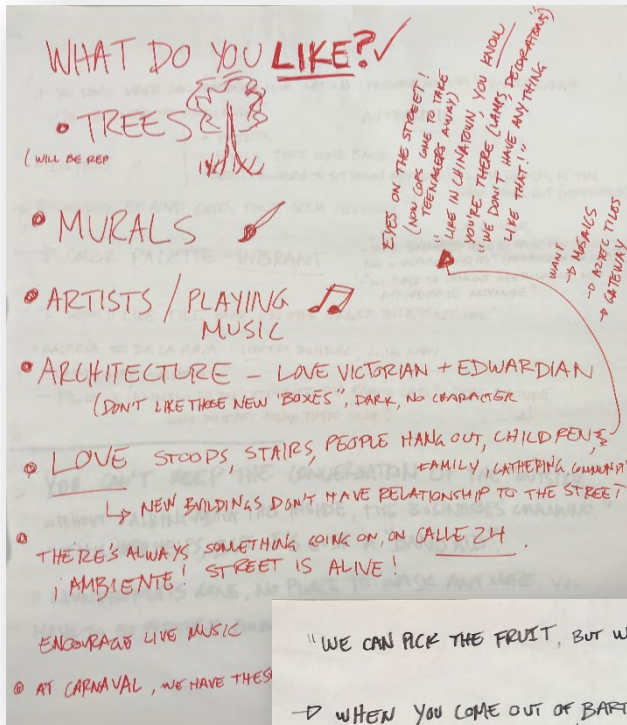 WHAT DO YOU LIKE?✓
• TREES
(WILL BE REP
• MURALS
• ARTISTS / PLAYING
MUSIC
• ARCHITECTURE – LOVE VICTORIAN + EDWARDIAN
(DON'T LIKE THOSE NEW "BOXES", DARK, NO CHARACTER
• LOVE STOOPS, STAIRS, PEOPLE HANG OUT, CHILDREN,
FAMILY, GATHERING,
↳ NEW BUILDINGS DON'T HAVE RELATIONSHIP TO THE STREET
• THERE'S ALWAYS SOMETHING GOING ON, ON CALLE 24.
¡AMBIENTE! STREET IS ALIVE!
ENCOURAGE LIVE MUSIC
• AT CARNAVAL, WE HAVE THES
EYES ON THE STREET!!
(NOW COPS COME TO TAKE
TEENAGERS AWAY)
"LIKE IN CHINATOWN, YOU KNOW
YOU'RE THERE (LAMPS, DECORATIONS)
"WE DON'T HAVE ANYTHING
LIKE THAT!"
WANT
→ MOSAICS
→ AZTEC TILES
→ GATEWAY
"WE CAN PICK THE FRUIT, BUT W
→ WHEN YOU COME OUT OF BART